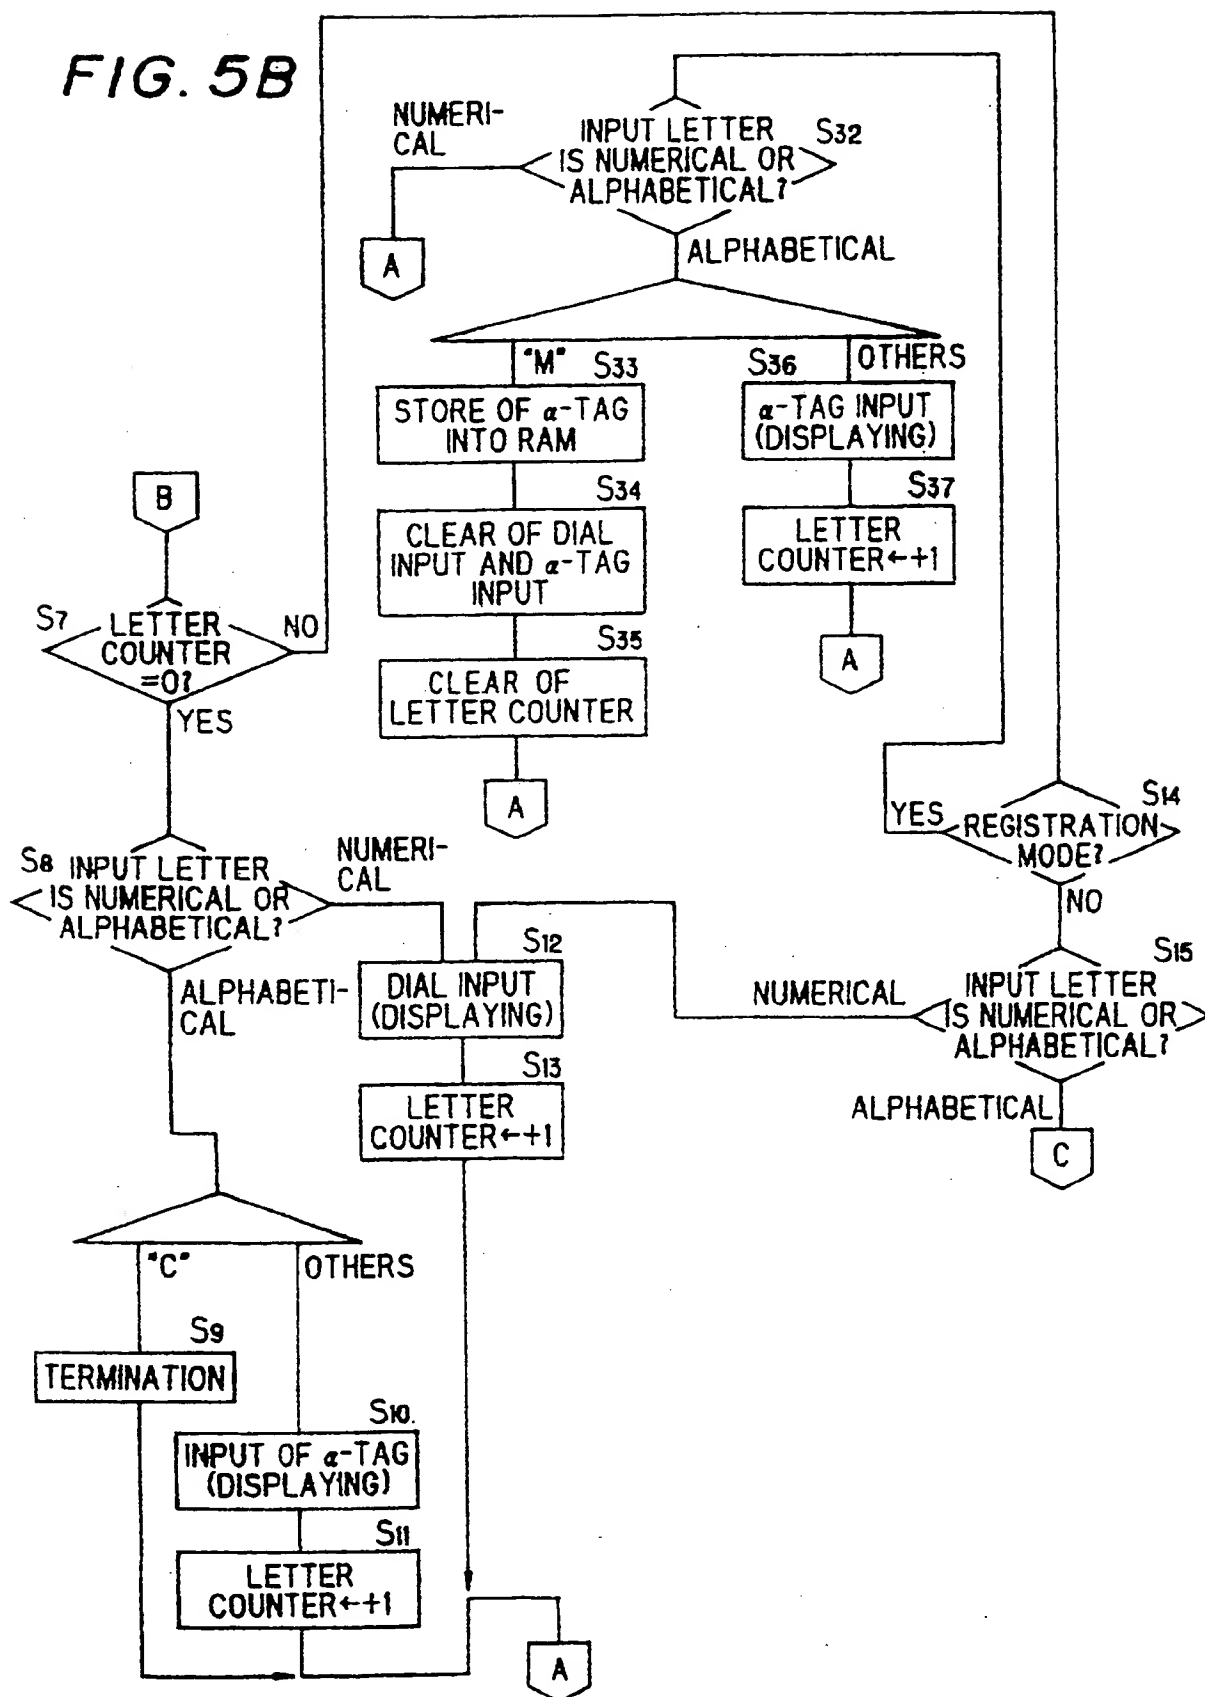 FIG. 5B
NUMERI-
CAL
INPUT LETTER
IS NUMERICAL OR
ALPHABETICAL?
S32
A
ALPHABETICAL
"M"
S33
STORE OF α-TAG
INTO RAM
S34
CLEAR OF DIAL
INPUT AND α-TAG
INPUT
S35
CLEAR OF
LETTER COUNTER
A
OTHERS
S36
α-TAG INPUT
(DISPLAYING)
S37
LETTER
COUNTER←+1
A
B
S7
LETTER
COUNTER
=0?
NO
YES
S14
REGISTRATION
MODE?
YES
NO
S8
INPUT LETTER
IS NUMERICAL OR
ALPHABETICAL?
NUMERI-
CAL
ALPHABETI-
CAL
S12
DIAL INPUT
(DISPLAYING)
S13
LETTER
COUNTER←+1
S15
INPUT LETTER
IS NUMERICAL OR
ALPHABETICAL?
NUMERICAL
ALPHABETICAL
C
"C"
OTHERS
S9
TERMINATION
S10
INPUT OF α-TAG
(DISPLAYING)
S11
LETTER
COUNTER←+1
A